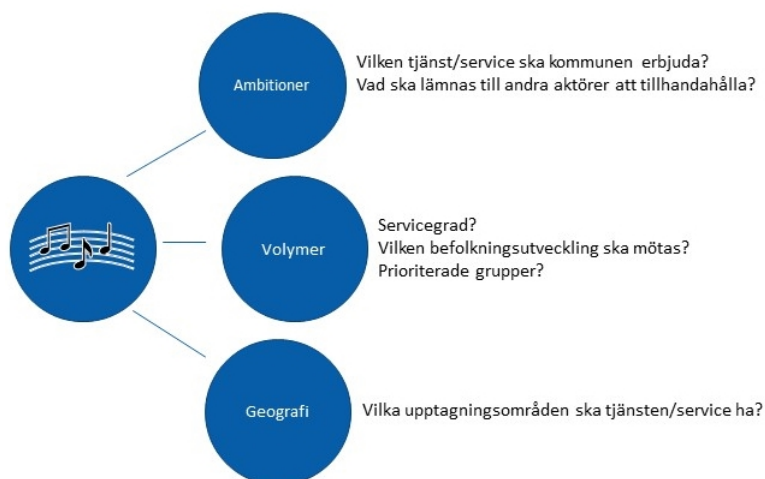 Ambitioner
Vilken tjänst/service ska kommunen erbjuda?
Vad ska lämnas till andra aktörer att tillhandahålla?
Volymer
Servicegrad?
Vilken befolkningsutveckling ska mötas?
Prioriterade grupper?
Geografi
Vilka upptagningsområden ska tjänsten/service ha?